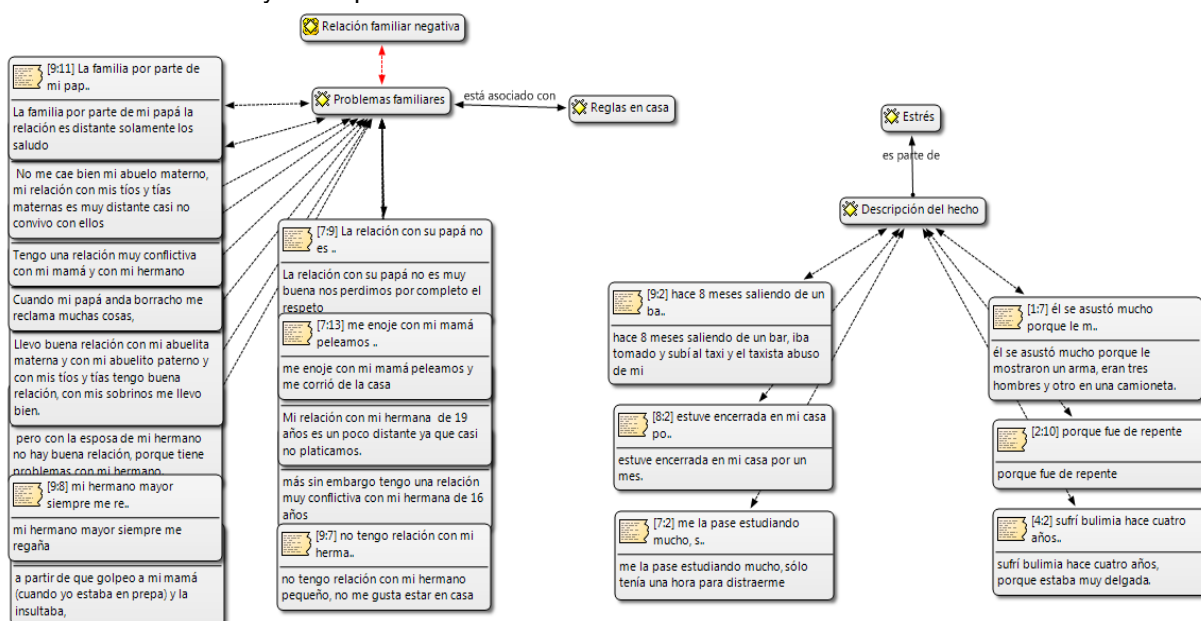 Relación familiar negativa
Problemas familiares
está asociado con
Reglas en casa
[9:11] La familia por parte de
mi pap..
La familia por parte de mi papá la
relación es distante solamente los
saludo
No me cae bien mi abuelo materno,
mi relación con mis tíos y tías
maternas es muy distante casi no
convivo con ellos
Tengo una relación muy conflictiva
con mi mamá y con mi hermano
Cuando mi papá anda borracho me
reclama muchas cosas,
Llevo buena relación con mi abuelita
materna y con mi abuelito paterno y
con mis tíos y tías tengo buena
relación, con mis sobrinos me llevo
bien.
pero con la esposa de mi hermano
no hay buena relación, porque tiene
problemas con mi hermano.
[9:8] mi hermano mayor
siempre me re..
mi hermano mayor siempre me
regaña
a partir de que golpeo a mi mamá
(cuando yo estaba en prepa) y la
insultaba,
[7:9] La relación con su papá no
es ..
La relación con su papá no es muy
buena nos perdimos por completo el
respeto
[7:13] me enoje con mi mamá
peleamos ..
me enoje con mi mamá peleamos y
me corrió de la casa
Mi relación con mi hermana de 19
años es un poco distante ya que casi
no platicamos.
más sin embargo tengo una relación
muy conflictiva con mi hermana de 16
años
[9:7] no tengo relación con mi
herma..
no tengo relación con mi hermano
pequeño, no me gusta estar en casa
Estrés
es parte de
Descripción del hecho
[9:2] hace 8 meses saliendo de un
ba..
hace 8 meses saliendo de un bar, iba
tomado y subí al taxi y el taxista abuso
de mi
[8:2] estuve encerrada en mi casa
po..
estuve encerrada en mi casa por un
mes.
[7:2] me la pase estudiando
mucho, s..
me la pase estudiando mucho, sólo
tenía una hora para distraerme
[1:7] él se asustó mucho
porque le m..
él se asustó mucho porque le
mostraron un arma, eran tres
hombres y otro en una camioneta.
[2:10] porque fue de repente
porque fue de repente
[4:2] sufrí bulimia hace cuatro
años..
sufrí bulimia hace cuatro años,
porque estaba muy delgada.